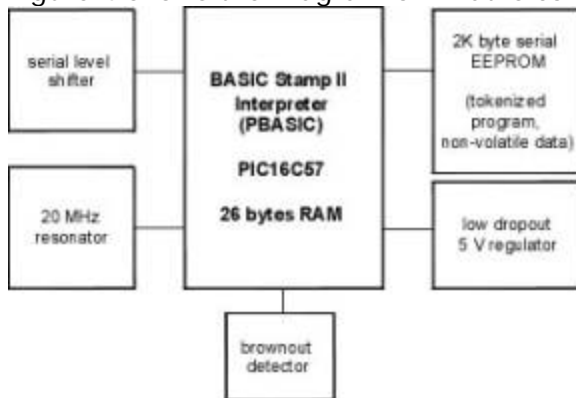 serial level
shifter
BASIC Stamp II
Interpreter
(PBASIC)
PIC16C57
26 bytes RAM
2K byte serial
EEPROM
(tokenized
program,
non-volatile data)
20 MHz
resonator
low dropout
5 V regulator
brownout
detector